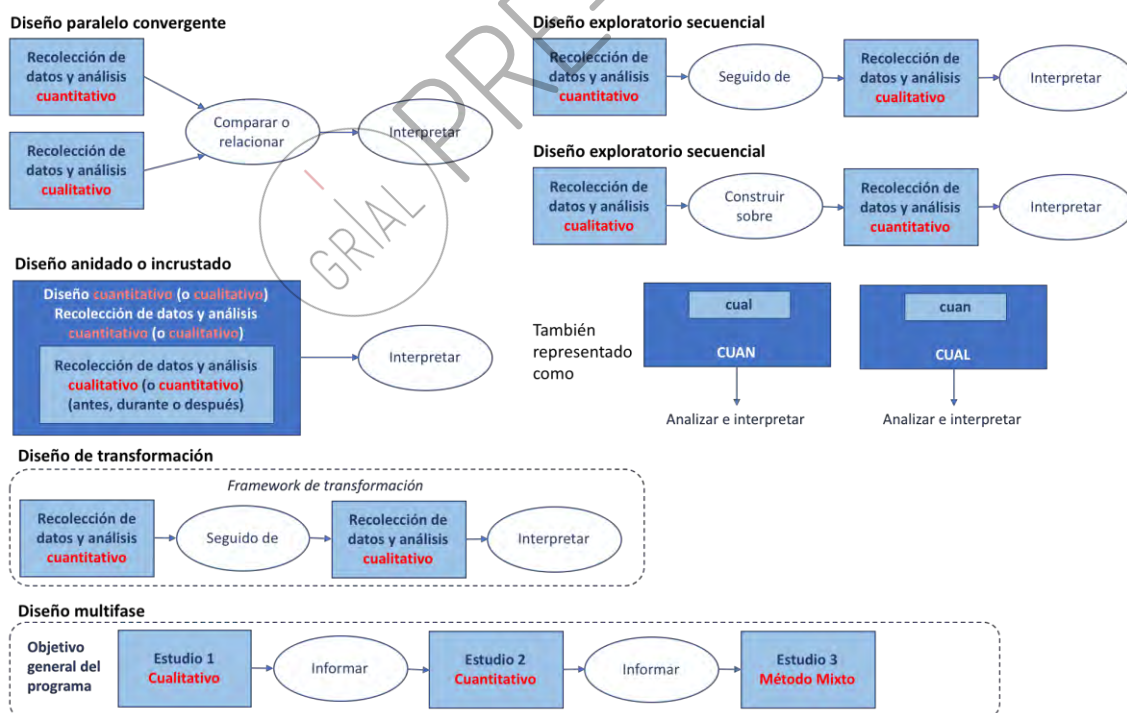 Diseño paralelo convergente
Recolección de
datos y análisis
cuantitativo
Recolección de
datos y análisis
cualitativo
Comparar o
relacionar
Interpretar
Diseño exploratorio secuencial
Recolección de
datos y análisis
cuantitativo
Seguido de
Recolección de
datos y análisis
cualitativo
Interpretar
Diseño exploratorio secuencial
Recolección de
datos y análisis
cualitativo
Construir
sobre
Recolección de
datos y análisis
cuantitativo
Interpretar
GRIAL
PRE-
Diseño anidado o incrustado
Diseño cuantitativo (o cualitativo)
Recolección de datos y análisis
cuantitativo (o cualitativo)
Recolección de datos y análisis
cualitativo (o cuantitativo)
(antes, durante o después)
Interpretar
También
representado
como
cual
CUAN
Analizar e interpretar
cuan
CUAL
Analizar e interpretar
Diseño de transformación
Framework de transformación
Recolección de
datos y análisis
cuantitativo
Seguido de
Recolección de
datos y análisis
cualitativo
Interpretar
Diseño multifase
Objetivo
general del
programa
Estudio 1
Cualitativo
Informar
Estudio 2
Cuantitativo
Informar
Estudio 3
Método Mixto